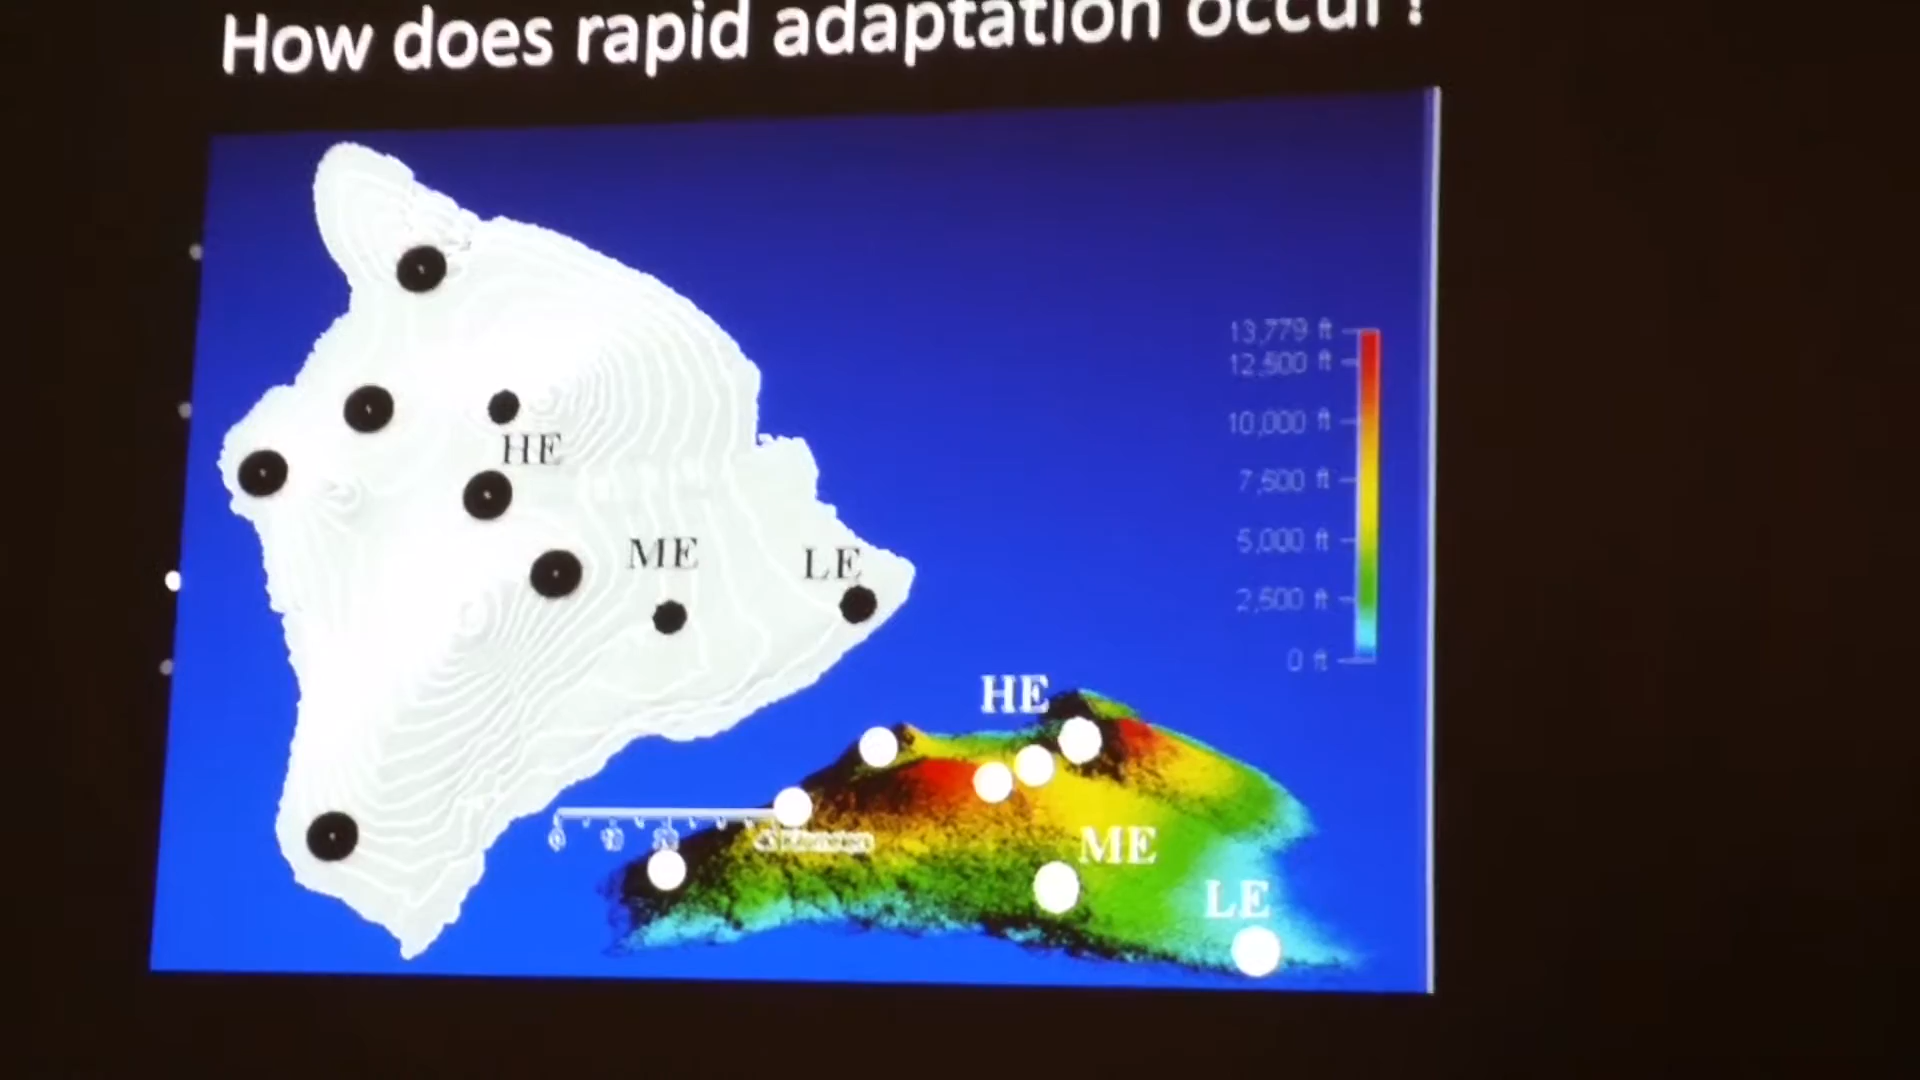 How does rapid adaptation occur?
13,779 ft
12,500 ft
10,000 ft
HE
7,500 ft
ME
LE
5,000 ft
2,500 ft
0 ft
HE
0
ME
LE